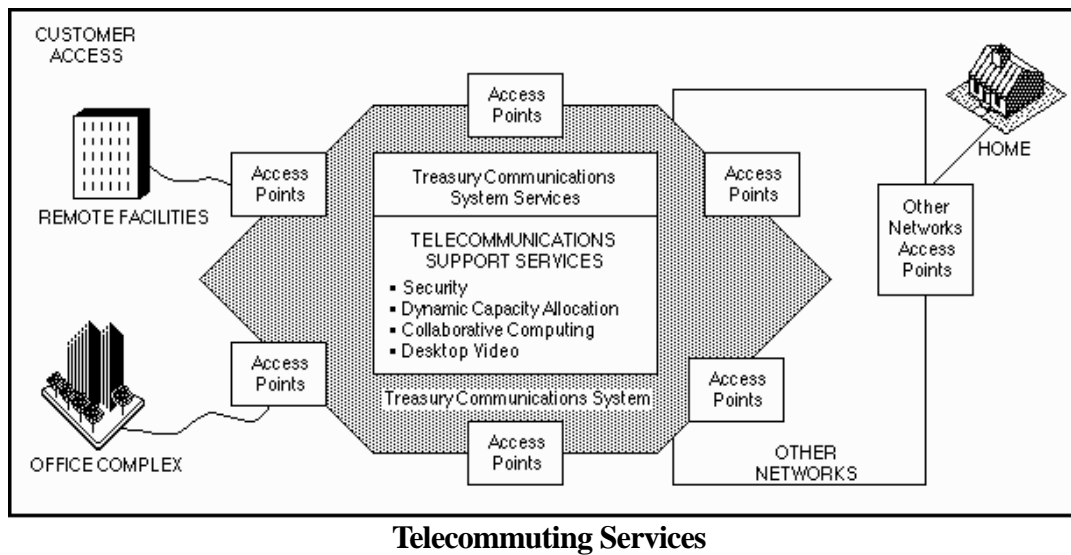 CUSTOMER
ACCESS
Access
Points
HOME
Access
Points
Access
Points
REMOTE FACILITIES
Treasury Communications
System Services
Other
Networks
Access
Points
TELECOMMUNICATIONS
SUPPORT SERVICES
▪ Security
▪ Dynamic Capacity Allocation
▪ Collaborative Computing
▪ Desktop Video
Access
Points
Access
Points
Treasury Communications System
Access
Points
OFFICE COMPLEX
OTHER
NETWORKS
Telecommuting Services